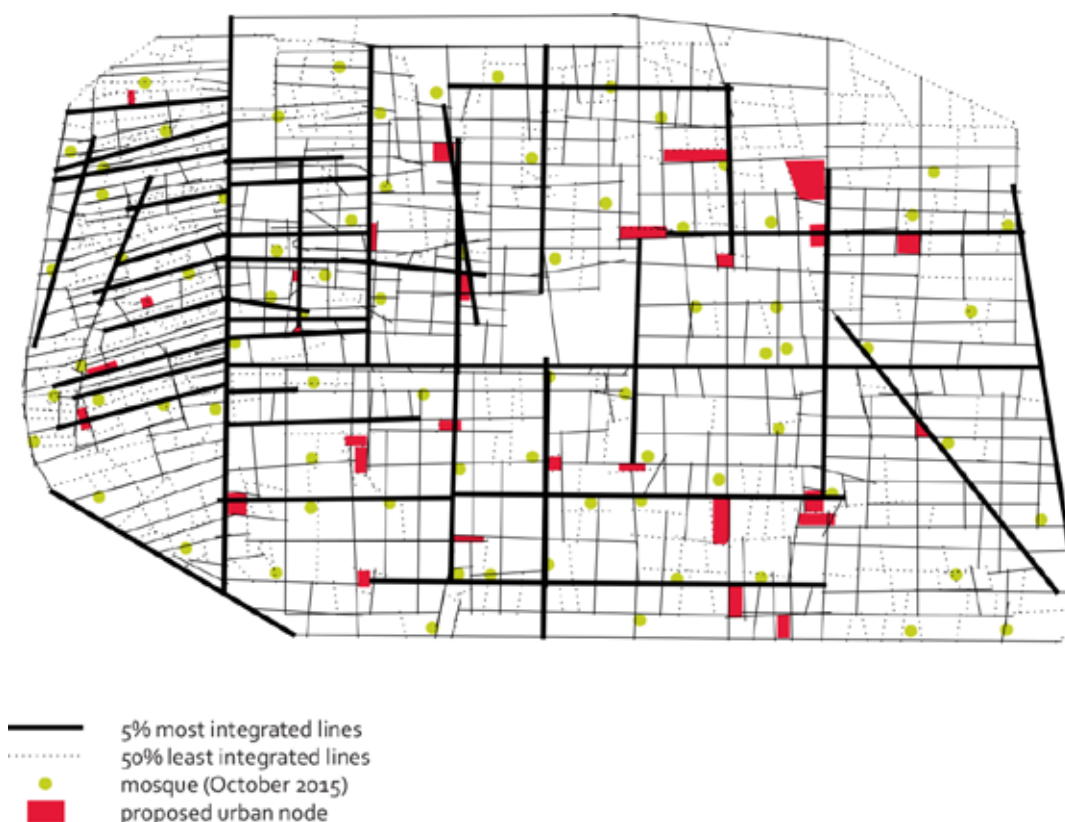 5% most integrated lines
50% least integrated lines
mosque (October 2015)
proposed urban node